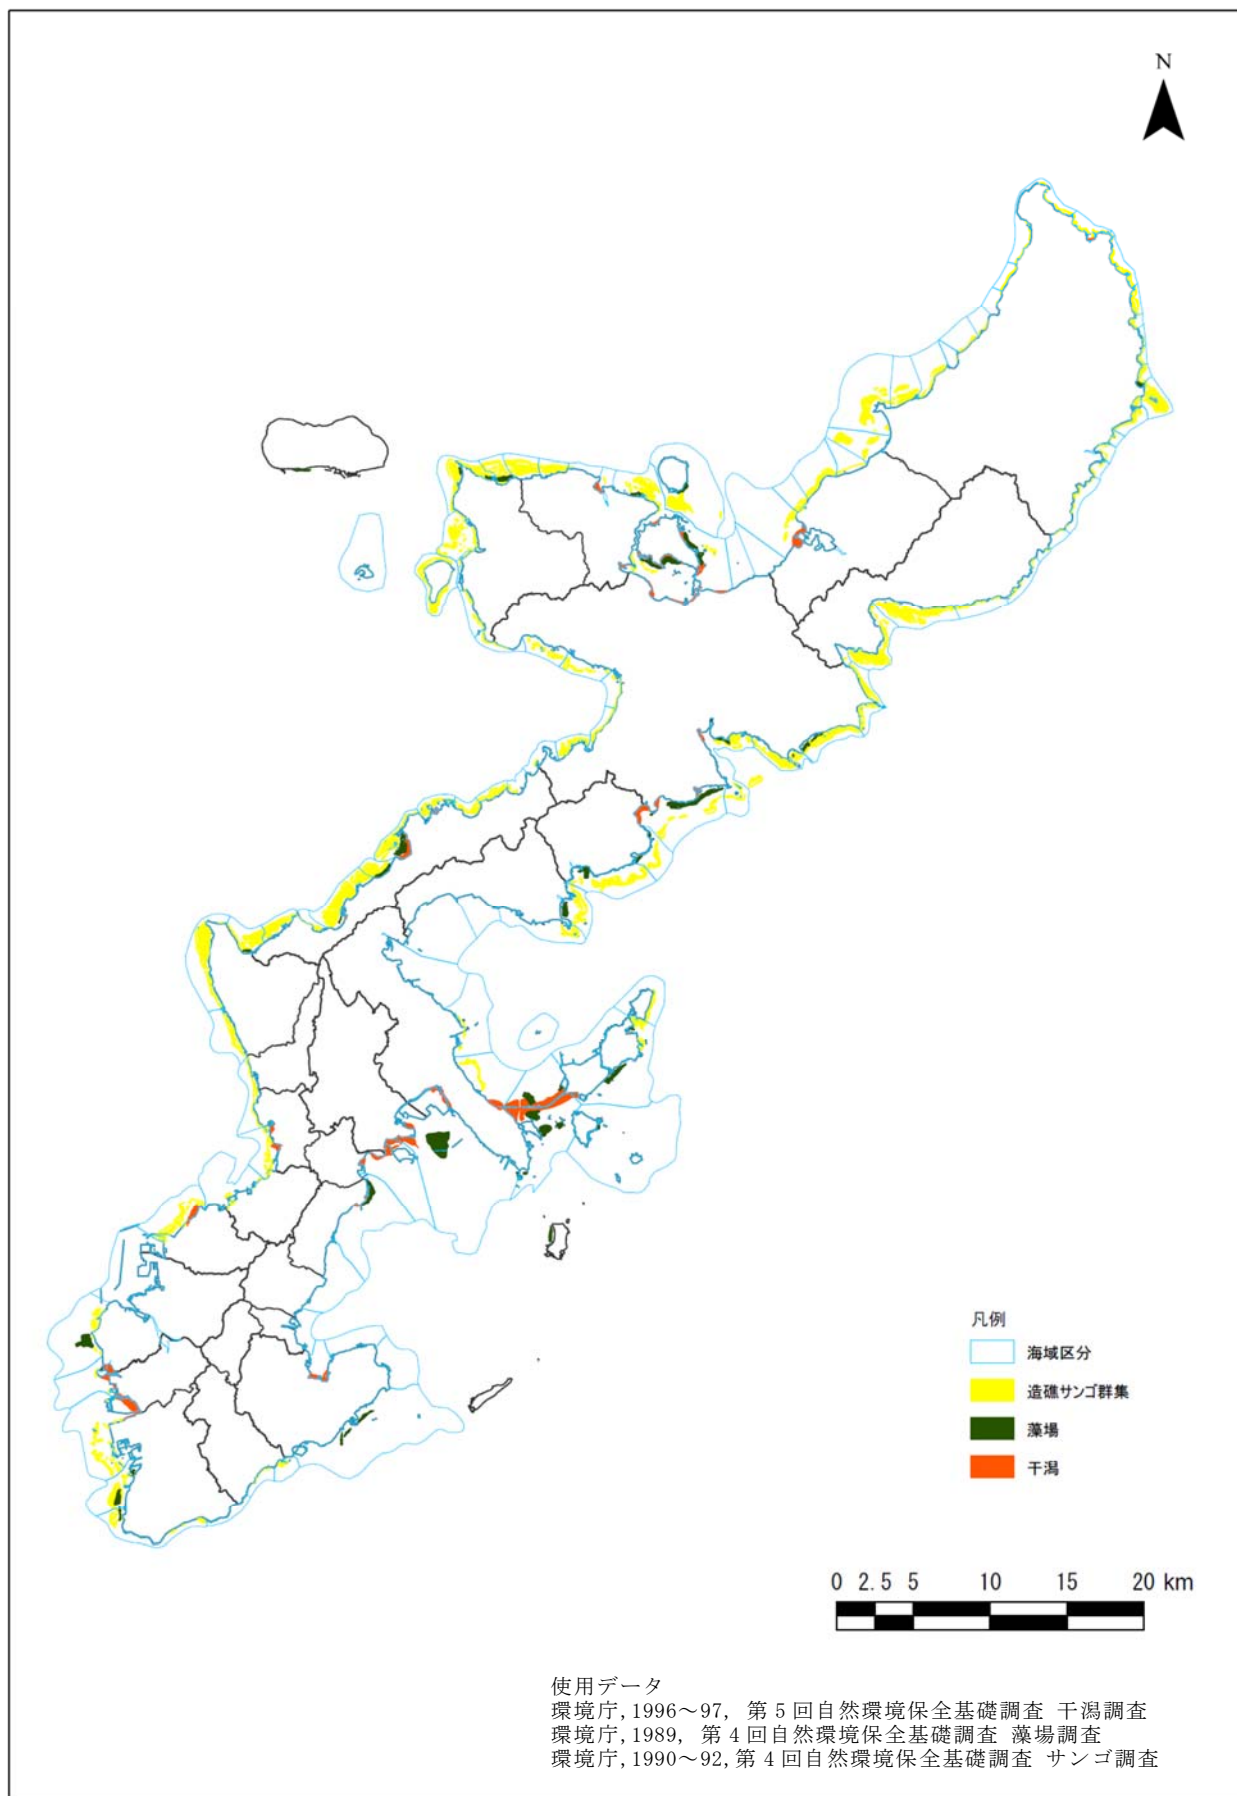 N
凡例
海域区分
造礁サンゴ群集
藻場
干潟
0 2.5 5 10 15 20 km
使用データ
環境庁,1996～97, 第5回自然環境保全基礎調査 干潟調査
環境庁,1989, 第4回自然環境保全基礎調査 藻場調査
環境庁,1990～92,第4回自然環境保全基礎調査 サンゴ調査